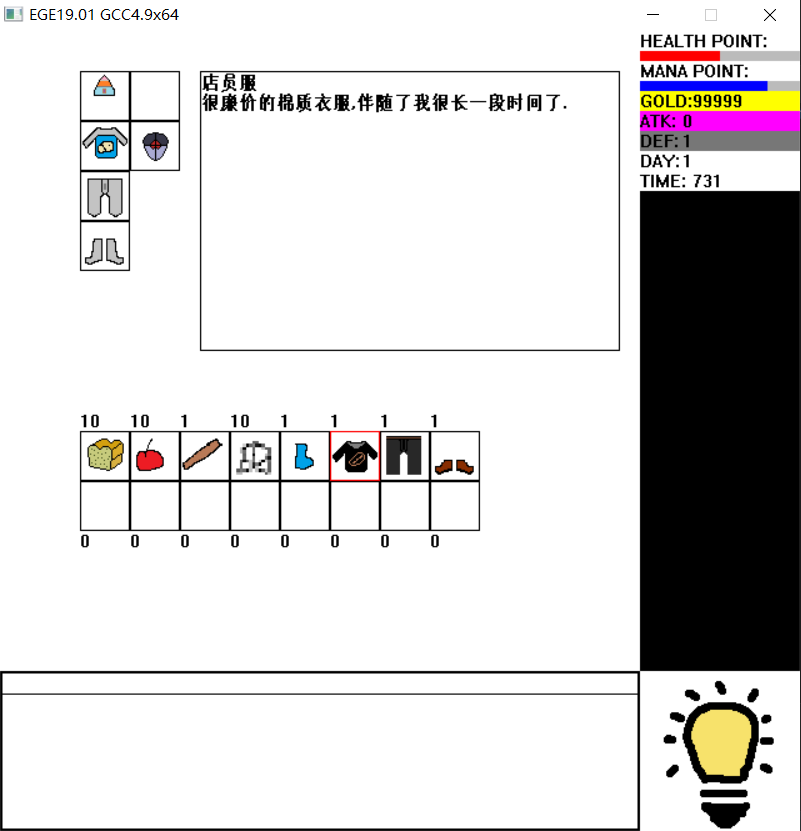 EGE19.01 GCC4.9x64
HEALTH POINT:
MANA POINT:
GOLD:99999
ATK: 0
DEF: 1
DAY: 1
TIME: 731
店员服
很廉价的棉质衣服,伴随了我很长一段时间了.
10 10 1 10 1 1 1 1
0 0 0 0 0 0 0 0